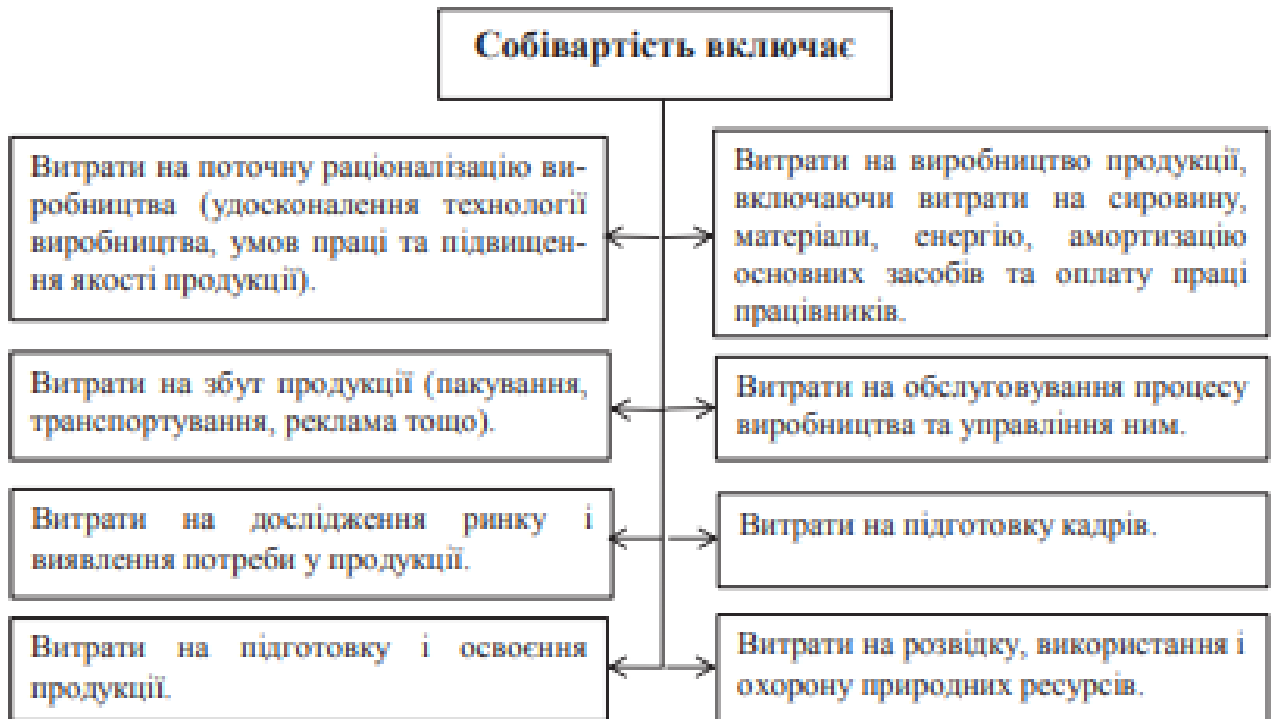 Собівартість включає
Витрати на поточну раціоналізацію ви-
робництва (удосконалення технології
виробництва, умов праці та підвищен-
ня якості продукції).
Витрати на виробництво продукції,
включаючи витрати на сировину,
матеріали, енергію, амортизацію
основних засобів та оплату праці
працівників.
Витрати на збут продукції (пакування,
транспортування, реклама тощо).
Витрати на обслуговування процесу
виробництва та управління ним.
Витрати на дослідження ринку і
виявлення потреби у продукції.
Витрати на підготовку кадрів.
Витрати на підготовку і освоєння
продукції.
Витрати на розвідку, використання і
охорону природних ресурсів.